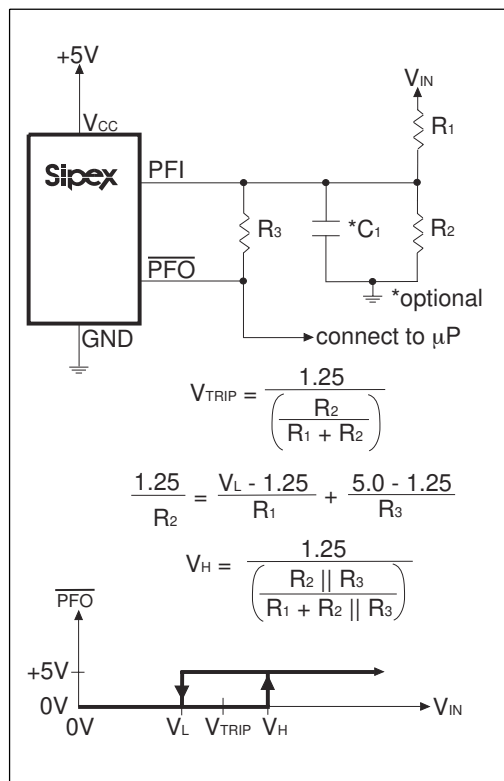 +5V
VCC
VIN
R1
Sipex
PFI
R3
*C1
R2
PFO
*optional
GND
connect to µP
VTRIP = 1.25 / (R2 / (R1 + R2))
1.25 / R2 = (VL - 1.25) / R1 + (5.0 - 1.25) / R3
VH = 1.25 / (R2 || R3 / (R1 + R2 || R3))
PFO
+5V
0V
0V VL VTRIP VH VIN